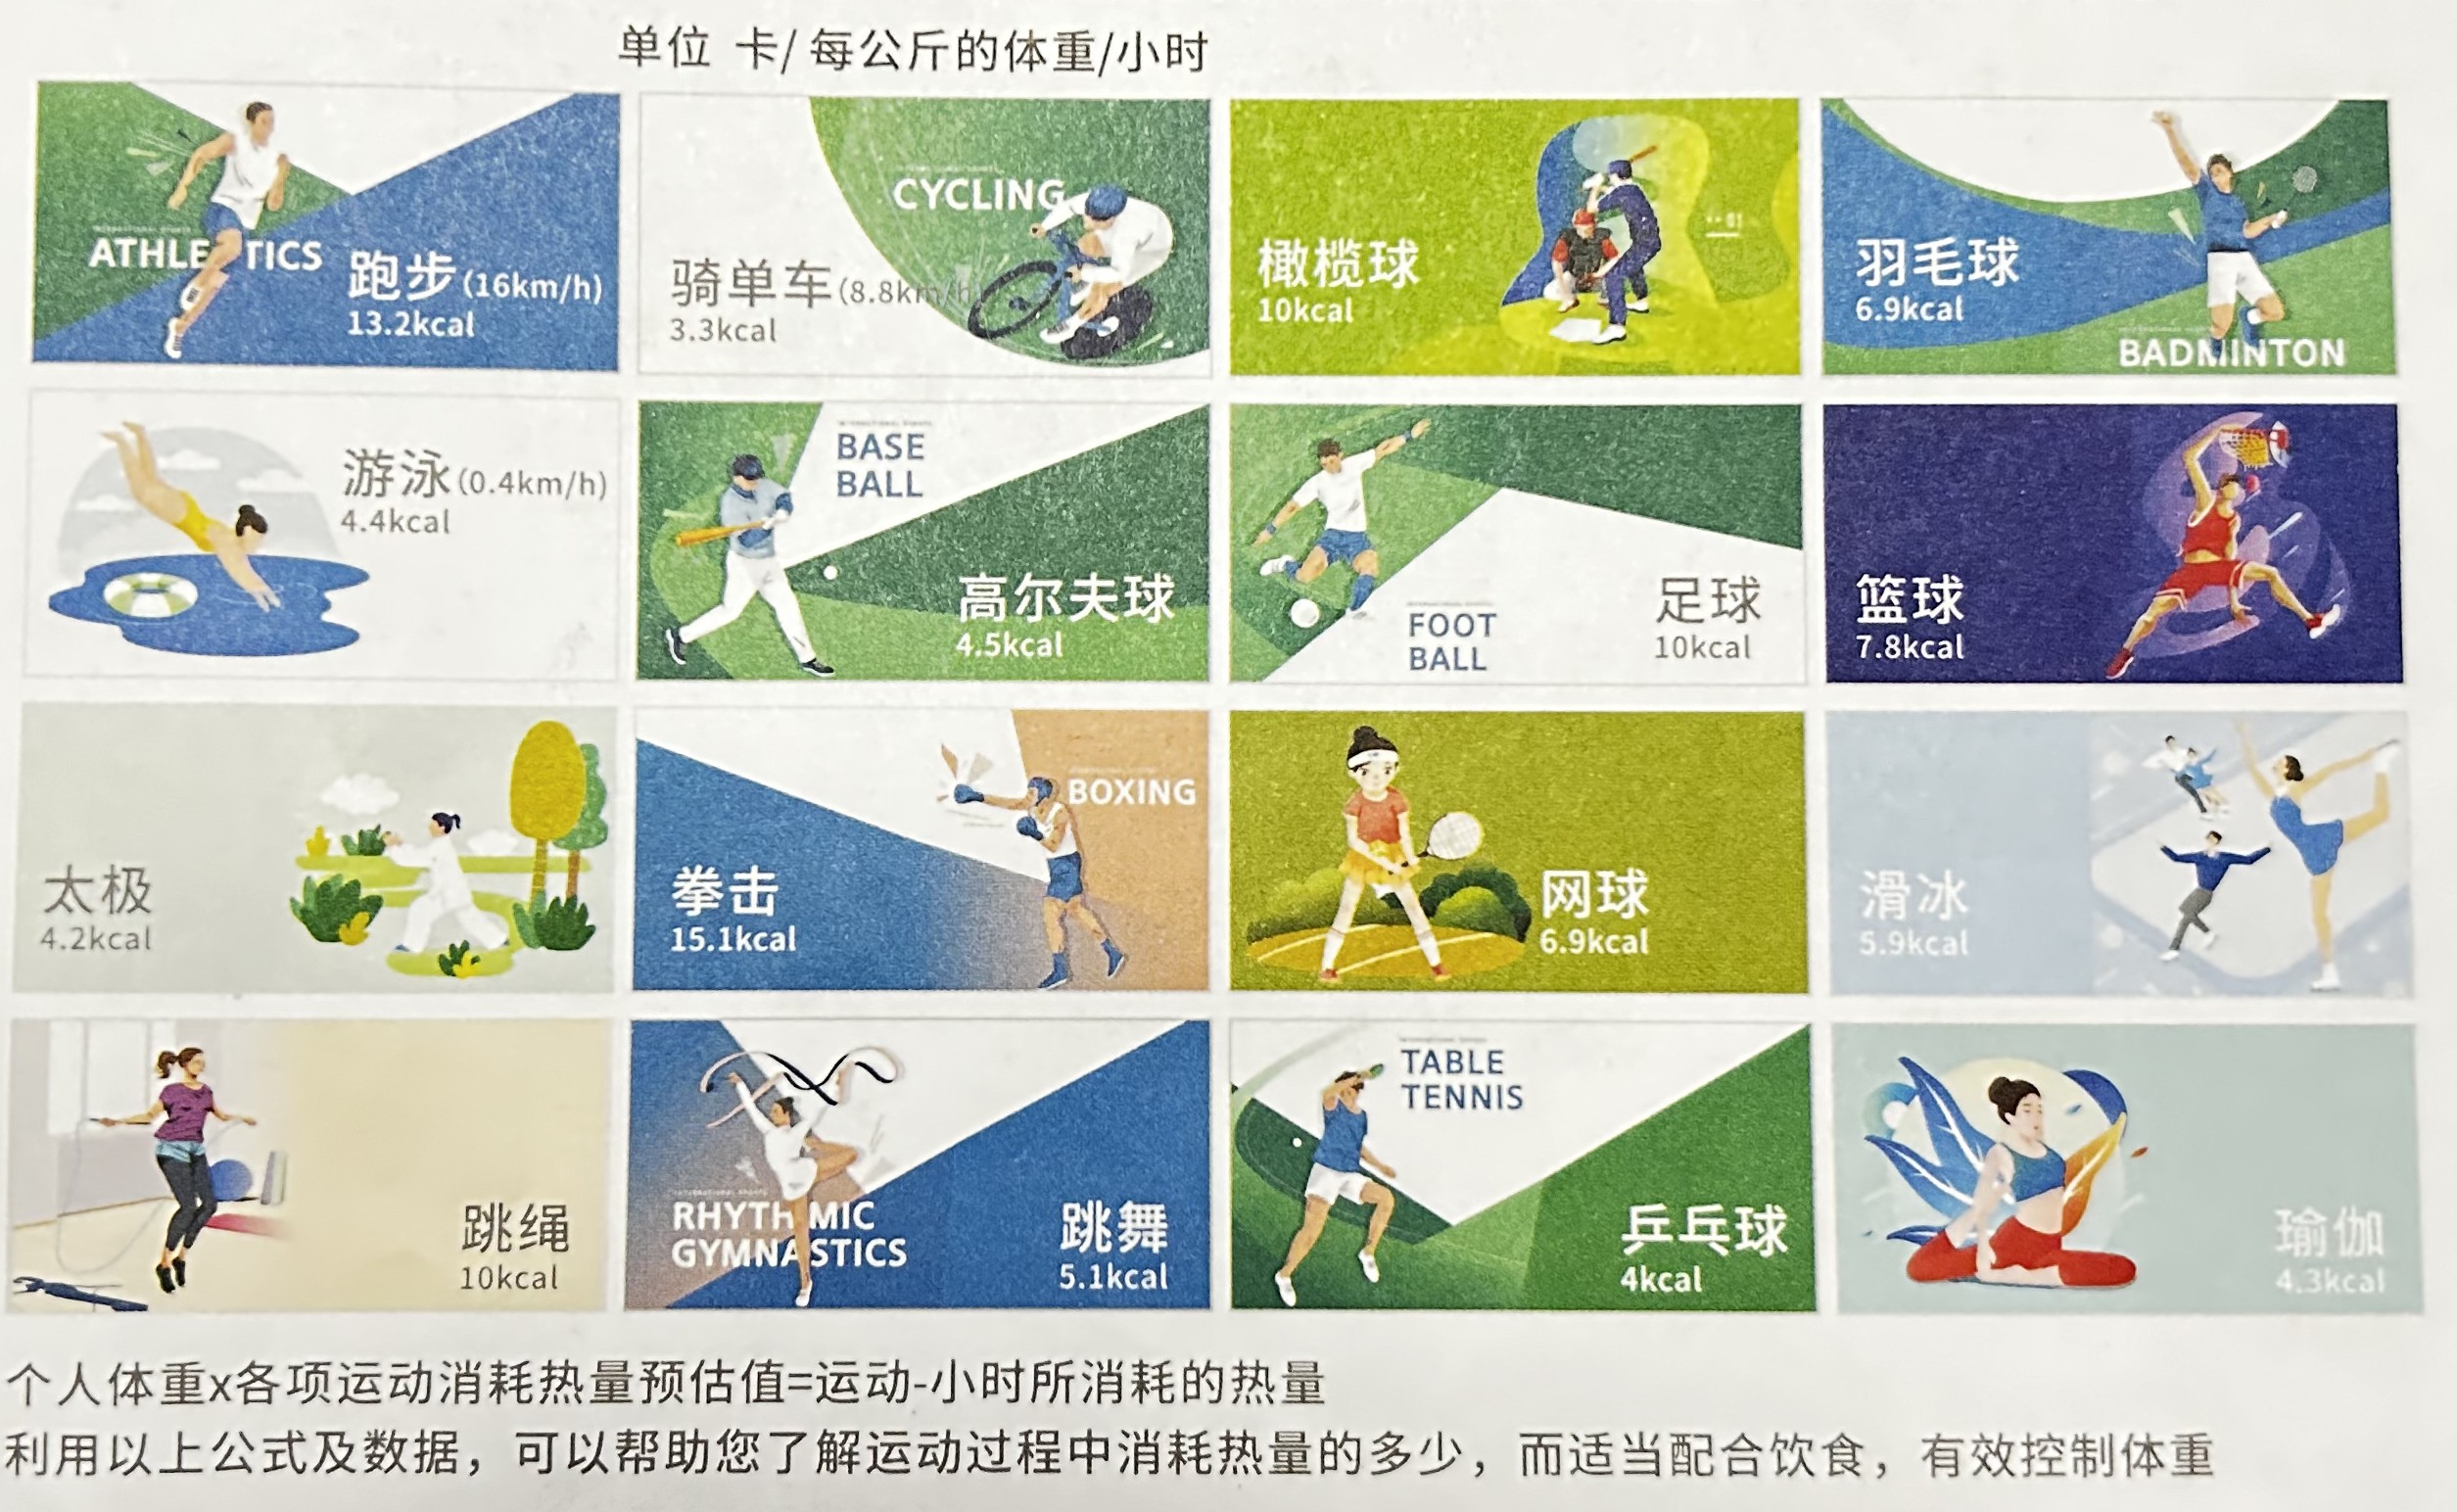 单位 卡/ 每公斤的体重/小时
ATHLETICS
跑步(16km/h)
13.2kcal
CYCLING
骑单车(8.8km/h)
3.3kcal
橄榄球
10kcal
羽毛球
6.9kcal
BADMINTON
游泳(0.4km/h)
4.4kcal
BASE
BALL
高尔夫球
4.5kcal
FOOT
BALL
足球
10kcal
篮球
7.8kcal
太极
4.2kcal
BOXING
拳击
15.1kcal
网球
6.9kcal
滑冰
5.9kcal
跳绳
10kcal
RHYTHMIC
GYMNASTICS
跳舞
5.1kcal
TABLE
TENNIS
乒乓球
4kcal
瑜伽
4.3kcal
个人体重x各项运动消耗热量预估值=运动-小时所消耗的热量
利用以上公式及数据，可以帮助您了解运动过程中消耗热量的多少，而适当配合饮食，有效控制体重